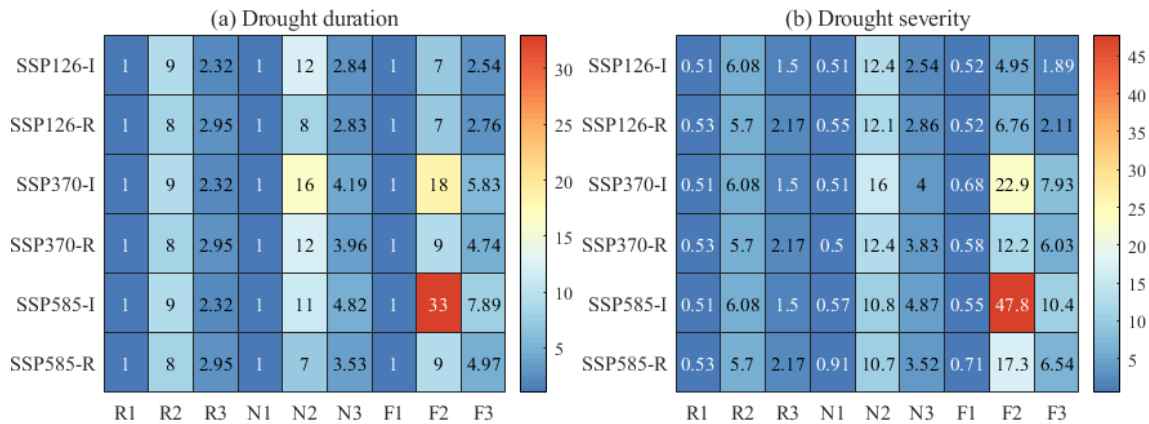 (a) Drought duration
SSP126-I 1 9 2.32 1 12 2.84 1 7 2.54
SSP126-R 1 8 2.95 1 8 2.83 1 7 2.76
SSP370-I 1 9 2.32 1 16 4.19 1 18 5.83
SSP370-R 1 8 2.95 1 12 3.96 1 9 4.74
SSP585-I 1 9 2.32 1 11 4.82 1 33 7.89
SSP585-R 1 8 2.95 1 7 3.53 1 9 4.97
R1 R2 R3 N1 N2 N3 F1 F2 F3
30
25
20
15
10
5
(b) Drought severity
SSP126-I 0.51 6.08 1.5 0.51 12.4 2.54 0.52 4.95 1.89
SSP126-R 0.53 5.7 2.17 0.55 12.1 2.86 0.52 6.76 2.11
SSP370-I 0.51 6.08 1.5 0.51 16 4 0.68 22.9 7.93
SSP370-R 0.53 5.7 2.17 0.5 12.4 3.83 0.58 12.2 6.03
SSP585-I 0.51 6.08 1.5 0.57 10.8 4.87 0.55 47.8 10.4
SSP585-R 0.53 5.7 2.17 0.91 10.7 3.52 0.71 17.3 6.54
R1 R2 R3 N1 N2 N3 F1 F2 F3
45
40
35
30
25
20
15
10
5